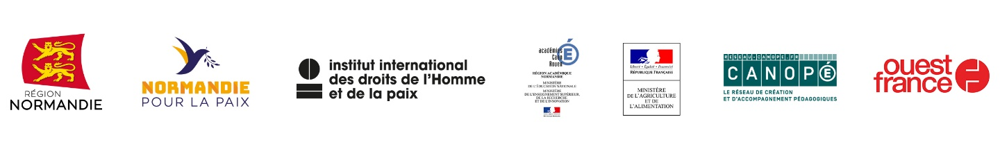 RÉGION
NORMANDIE
NORMANDIE
POUR LA PAIX
institut international
des droits de l'Homme
et de la paix
académies
Caen
Rouen
É
RÉGION ACADÉMIQUE
NORMANDIE
MINISTÈRE
DE L'ÉDUCATION NATIONALE
MINISTÈRE
DE L'ENSEIGNEMENT SUPÉRIEUR,
DE LA RECHERCHE
ET DE L'INNOVATION
Liberté • Égalité • Fraternité
RÉPUBLIQUE FRANÇAISE
MINISTÈRE
DE L'AGRICULTURE
ET DE
L'ALIMENTATION
RESEAU-CANOPE.FR
CANOPÉ
LE RÉSEAU DE CRÉATION
ET D'ACCOMPAGNEMENT PÉDAGOGIQUES
ouest
france